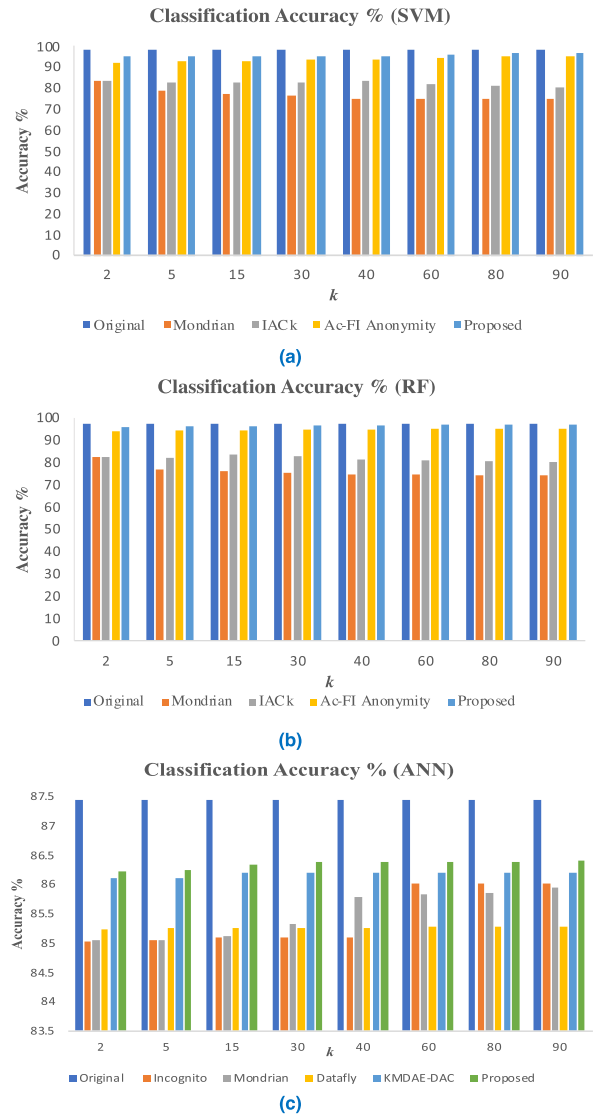 Classification Accuracy % (SVM)
100
90
80
70
60
50
40
30
20
10
0
Accuracy %
2 5 15 30 40 60 80 90
k
Original Mondrian IACk Ac-FI Anonymity Proposed
(a)
Classification Accuracy % (RF)
100
90
80
70
60
50
40
30
20
10
0
Accuracy %
2 5 15 30 40 60 80 90
k
Original Mondrian IACk Ac-FI Anonymity Proposed
(b)
Classification Accuracy % (ANN)
87.5
87
86.5
86
85.5
85
84.5
84
83.5
Accuracy %
2 5 15 30 40 60 80 90
k
Original Incognito Mondrian Datafly KMDAE-DAC Proposed
(c)